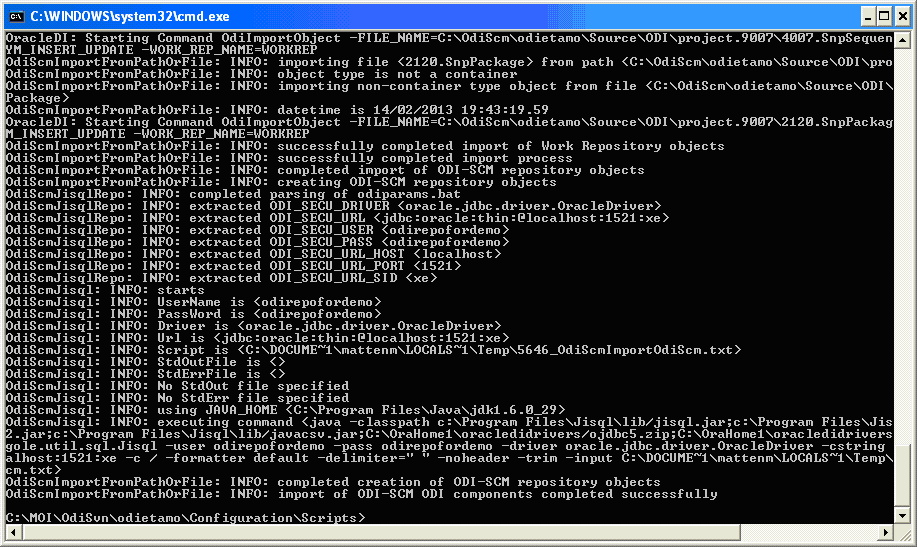 C:\WINDOWS\system32\cmd.exe
OracleDI: Starting Command OdiImportObject -FILE_NAME=C:\OdiScm\odietamo\Source\ODI\project.9007\4007.SnpSequen
YM_INSERT_UPDATE -WORK_REP_NAME=WORKREP
OdiScmImportFromPathOrFile: INFO: importing file <2120.SnpPackage> from path <C:\OdiScm\odietamo\Source\ODI\pro
OdiScmImportFromPathOrFile: INFO: object type is not a container
OdiScmImportFromPathOrFile: INFO: importing non-container type object from file <C:\OdiScm\odietamo\Source\ODI\
Package>
OdiScmImportFromPathOrFile: INFO: datetime is 14/02/2013 19:43:19.59
OracleDI: Starting Command OdiImportObject -FILE_NAME=C:\OdiScm\odietamo\Source\ODI\project.9007\2120.SnpPackag
M_INSERT_UPDATE -WORK_REP_NAME=WORKREP
OdiScmImportFromPathOrFile: INFO: successfully completed import of Work Repository objects
OdiScmImportFromPathOrFile: INFO: successfully completed import process
OdiScmImportFromPathOrFile: INFO: completed import of ODI-SCM repository objects
OdiScmImportFromPathOrFile: INFO: creating ODI-SCM repository objects
OdiScmJisqlRepo: INFO: completed parsing of odiparams.bat
OdiScmJisqlRepo: INFO: extracted ODI_SECU_DRIVER <oracle.jdbc.driver.OracleDriver>
OdiScmJisqlRepo: INFO: extracted ODI_SECU_URL <jdbc:oracle:thin:@localhost:1521:xe>
OdiScmJisqlRepo: INFO: extracted ODI_SECU_USER <odirepofordemo>
OdiScmJisqlRepo: INFO: extracted ODI_SECU_PASS <odirepofordemo>
OdiScmJisqlRepo: INFO: extracted ODI_SECU_URL_HOST <localhost>
OdiScmJisqlRepo: INFO: extracted ODI_SECU_URL_PORT <1521>
OdiScmJisqlRepo: INFO: extracted ODI_SECU_URL_SID <xe>
OdiScmJisql: INFO: starts
OdiScmJisql: INFO: UserName is <odirepofordemo>
OdiScmJisql: INFO: PassWord is <odirepofordemo>
OdiScmJisql: INFO: Driver is <oracle.jdbc.driver.OracleDriver>
OdiScmJisql: INFO: Url is <jdbc:oracle:thin:@localhost:1521:xe>
OdiScmJisql: INFO: Script is <C:\DOCUME~1\mattenm\LOCALS~1\Temp\5646_OdiScmImportOdiScm.txt>
OdiScmJisql: INFO: StdOutFile is <>
OdiScmJisql: INFO: StdErrFile is <>
OdiScmJisql: INFO: No StdOut file specified
OdiScmJisql: INFO: No StdErr file specified
OdiScmJisql: INFO: using JAVA_HOME <C:\Program Files\Java\jdk1.6.0_29>
OdiScmJisql: INFO: executing command <java -classpath c:\Program Files\Jisql\lib/jisql.jar;c:\Program Files\Jis
2.jar;c:\Program Files\Jisql\lib/javacsv.jar;C:\OraHome1\oracledidrivers/ojdbc5.zip;C:\OraHome1\oracledidrivers
gole.util.sql.Jisql -user odirepofordemo -pass odirepofordemo -driver oracle.jdbc.driver.OracleDriver -cstring
alhost:1521:xe -c / -formatter default -delimiter=" " -noheader -trim -input C:\DOCUME~1\mattenm\LOCALS~1\Temp\
cm.txt>
OdiScmImportFromPathOrFile: INFO: completed creation of ODI-SCM repository objects
OdiScmImportFromPathOrFile: INFO: import of ODI-SCM ODI components completed successfully
C:\MOI\OdiSvn\odietamo\Configuration\Scripts>